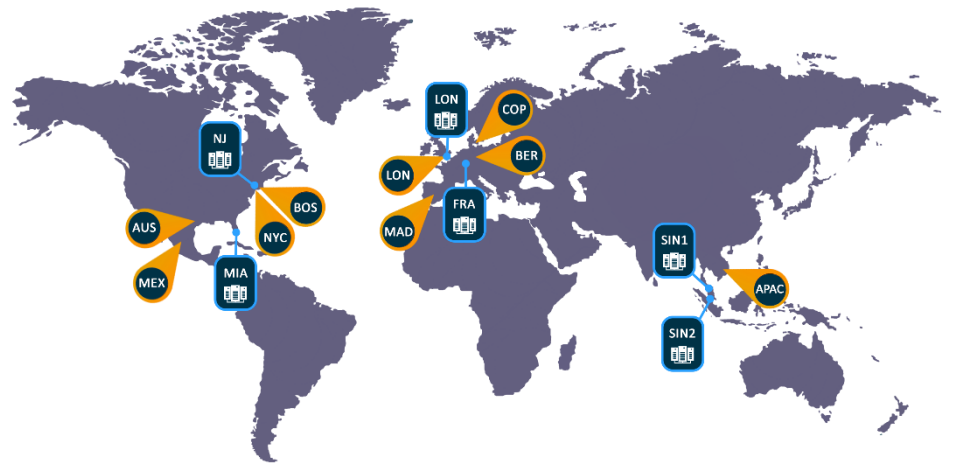 LON
COP
NJ
BER
LON
FRA
BOS
AUS
MAD
NYC
SIN1
MIA
MEX
APAC
SIN2